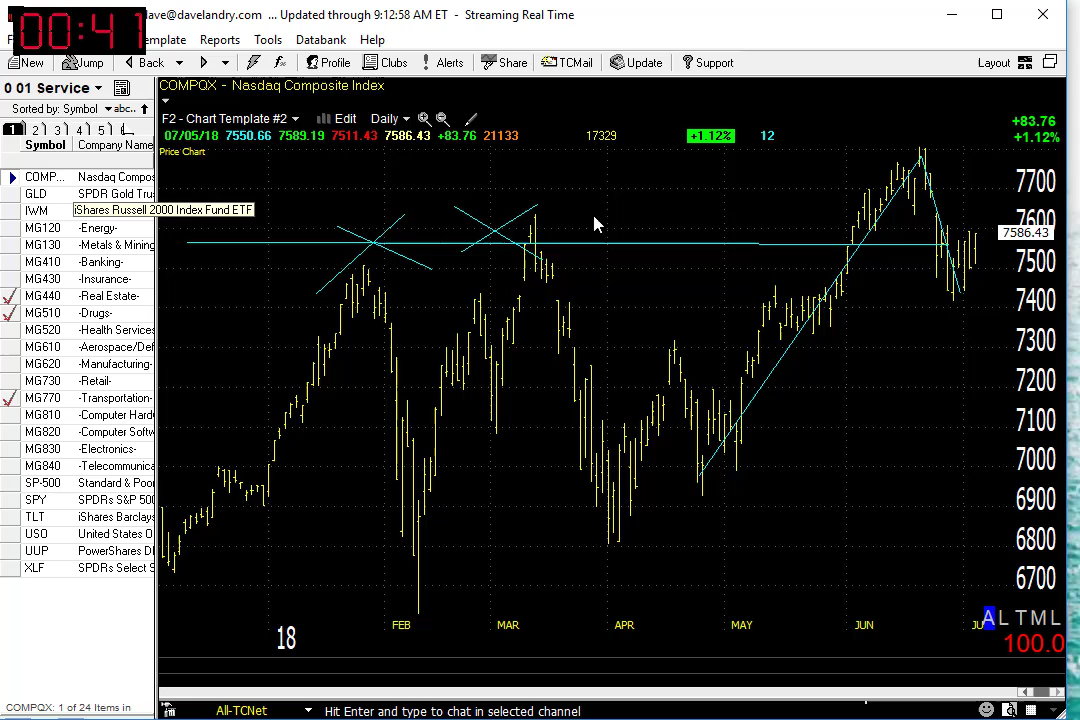 00:41
ave@davelandry.com ... Updated through 9:12:58 AM ET - Streaming Real Time
F emplate Reports Tools Databank Help
New Jump Back Profile Clubs Alerts Share TCMail Update Support Layout
0 01 Service
Sorted by: Symbol abc..
1 2 3 4 5
Symbol Company Name
COMP... Nasdaq Compos
GLD SPDR Gold Tru
IWM iShares Russell 2000 Index Fund ETF
MG120 -Energy-
MG130 -Metals & Mining
MG410 -Banking-
MG430 -Insurance-
MG440 -Real Estate-
MG510 -Drugs-
MG520 -Health Services
MG610 -Aerospace/Def
MG620 -Manufacturing-
MG730 -Retail-
MG770 -Transportation-
MG810 -Computer Hard
MG820 -Computer Softw
MG830 -Electronics-
MG840 -Telecommunica
SP-500 Standard & Poor
SPY SPDRs S&P 500
TLT iShares Barclays
USO United States O
UUP PowerShares D
XLF SPDRs Select S
COMPQX: 1 of 24 Items in
COMPQX - Nasdaq Composite Index
F2 - Chart Template #2 Edit Daily
07/05/18 7550.66 7589.19 7511.43 7586.43 +83.76 21133 17329 +1.12% 12
Price Chart
+83.76
+1.12%
7700
7600
7586.43
7500
7400
7300
7200
7100
7000
6900
6800
6700
FEB MAR APR MAY JUN JU
18
A L T M L
100.0
All-TCNet Hit Enter and type to chat in selected channel